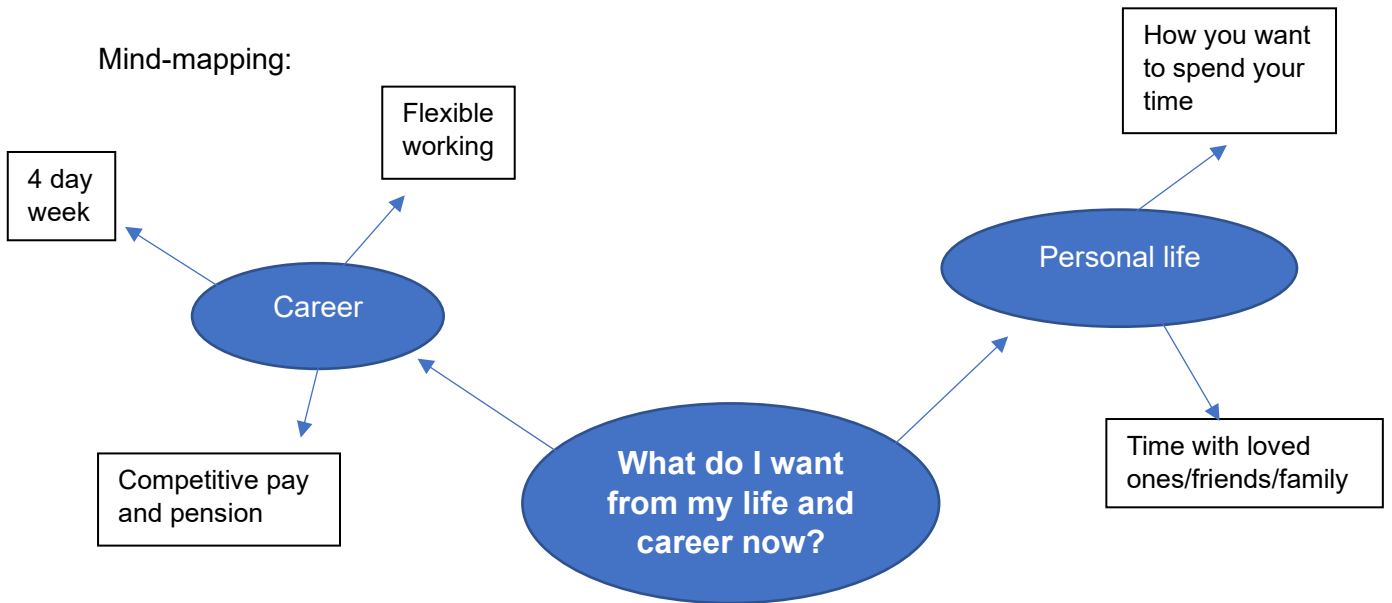 Mind-mapping:
Flexible
working
4 day
week
Career
Competitive pay
and pension
What do I want
from my life and
career now?
How you want
to spend your
time
Personal life
Time with loved
ones/friends/family